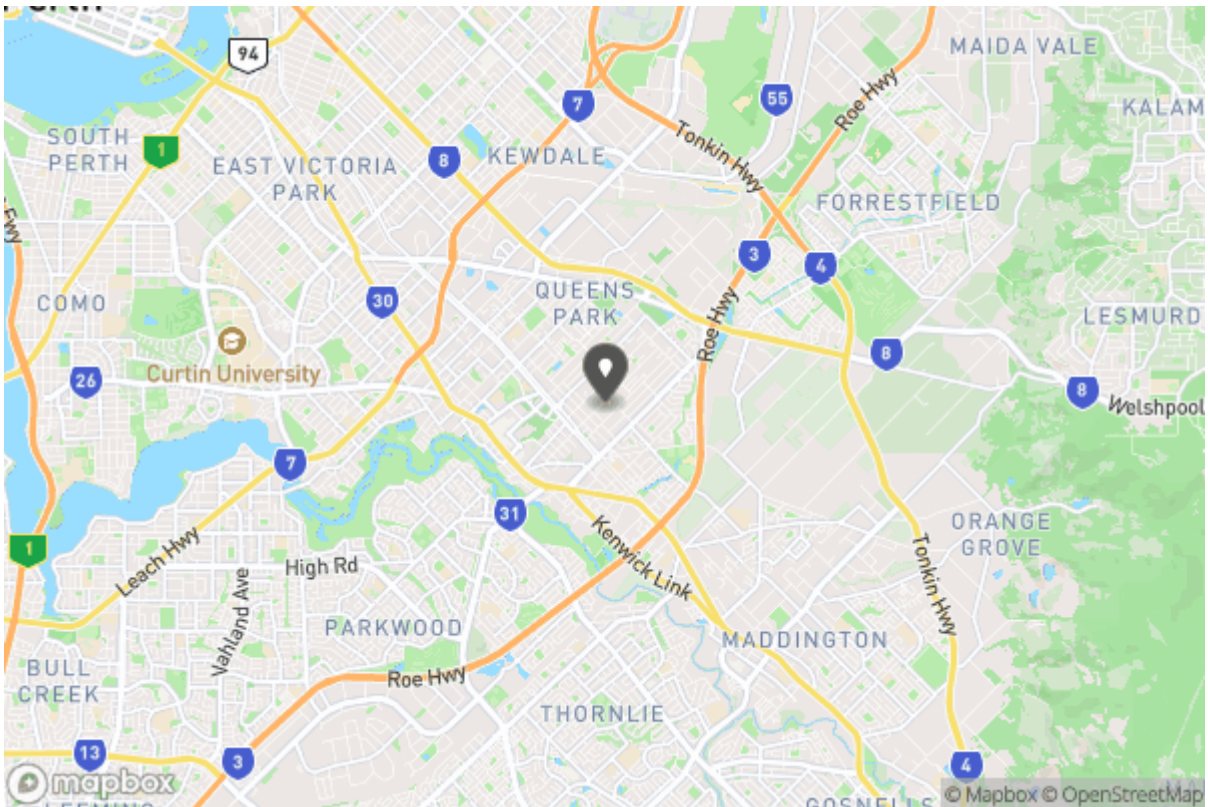 94
MAIDA VALE
7
55
Roe Hwy
KALAM
SOUTH
PERTH
1
Tonkin Hwy
EAST VICTORIA
PARK
8
KEWDALE
FORRESTFIELD
Fwy
3
4
COMO
30
QUEENS
PARK
Roe Hwy
LESMURD
Curtin University
26
8
8
Welshpool
7
31
ORANGE
GROVE
1
Leach Hwy
High Rd
Kenwick Link
Tonkin Hwy
Vahland Ave
PARKWOOD
MADDINGTON
BULL
CREEK
Roe Hwy
THORNLIE
13
3
4
mapbox
© Mapbox © OpenStreetMap